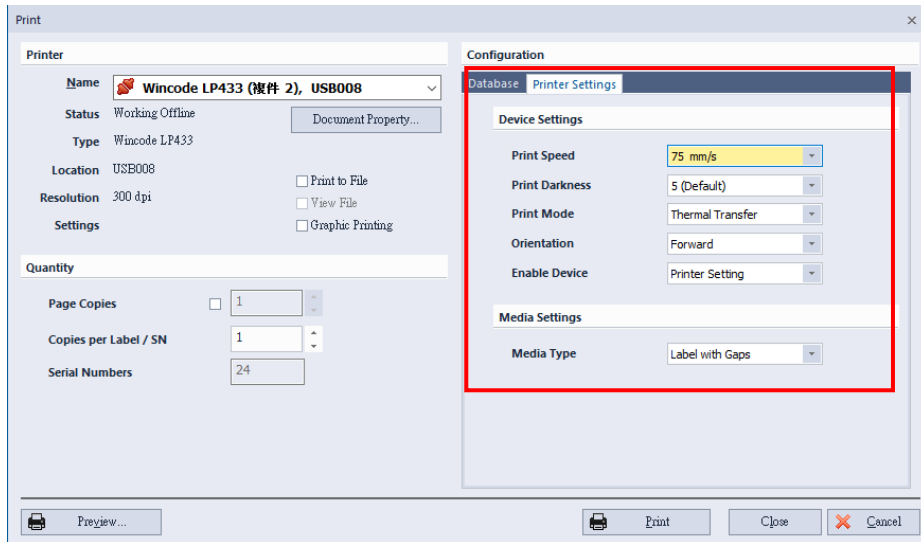 Print
Printer
Name Wincode LP433 (複件 2), USB008
Status Working Offline
Document Property...
Type Wincode LP433
Location USB008
Resolution 300 dpi
Settings
Print to File
View File
Graphic Printing
Quantity
Page Copies 1
Copies per Label / SN 1
Serial Numbers 24
Configuration
Database Printer Settings
Device Settings
Print Speed 75 mm/s
Print Darkness 5 (Default)
Print Mode Thermal Transfer
Orientation Forward
Enable Device Printer Setting
Media Settings
Media Type Label with Gaps
Preview...
Print
Close
Cancel